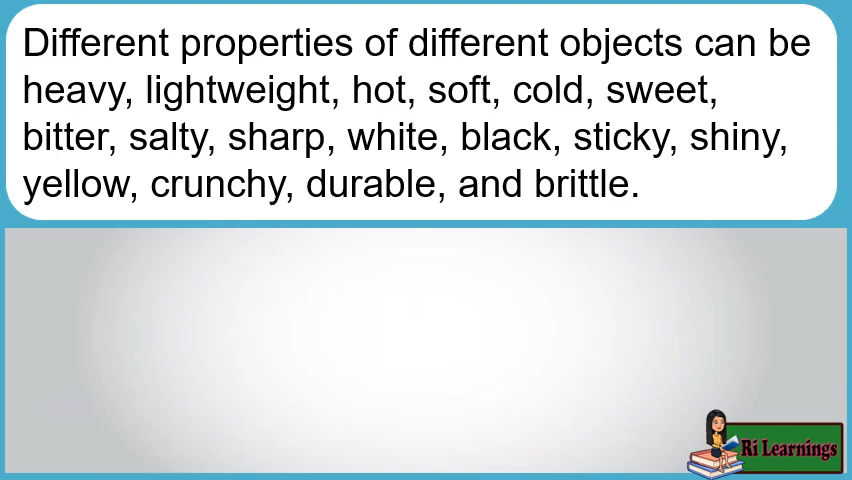 Different properties of different objects can be
heavy, lightweight, hot, soft, cold, sweet,
bitter, salty, sharp, white, black, sticky, shiny,
yellow, crunchy, durable, and brittle.
Ri Learnings